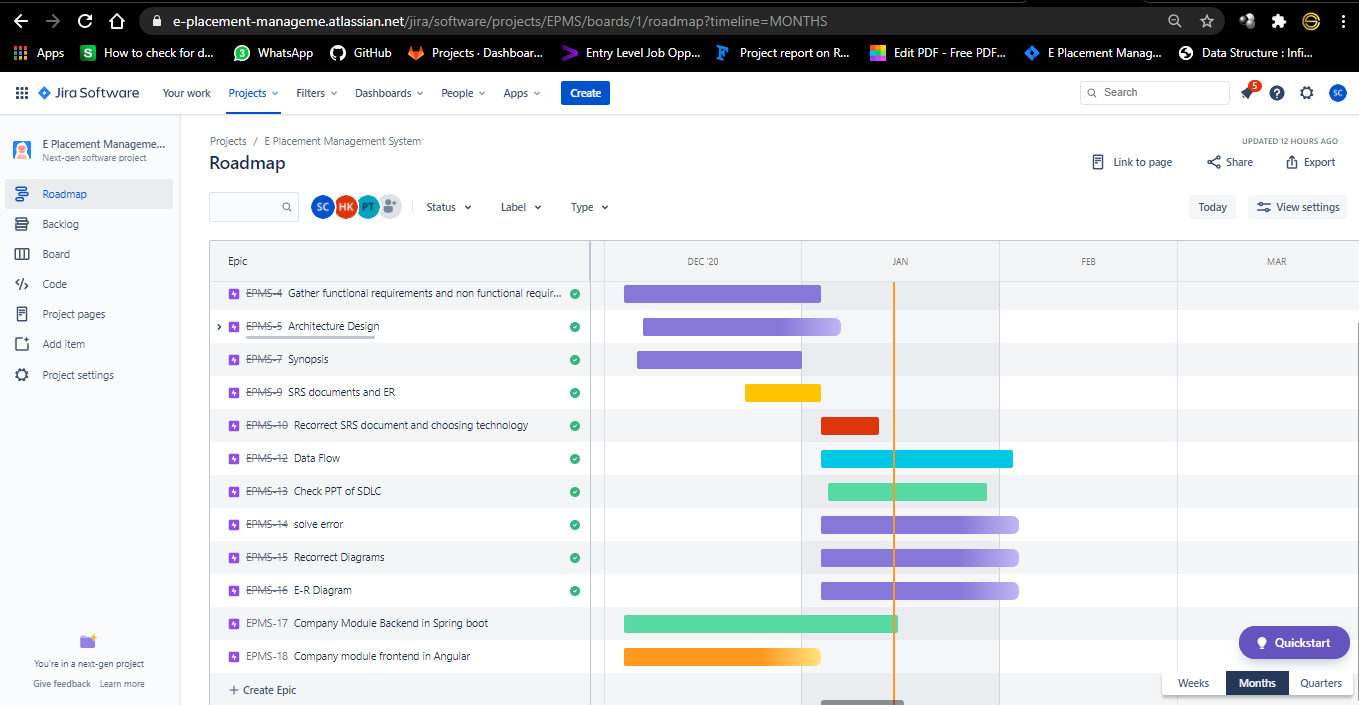 e-placement-manageme.atlassian.net/jira/software/projects/EPMS/boards/1/roadmap?timeline=MONTHS
Apps S How to check for d... 3 WhatsApp GitHub Projects · Dashboar... Entry Level Job Opp... Project report on R... Edit PDF - Free PDF... E Placement Manag... Data Structure : Infi...
Jira Software Your work Projects Filters Dashboards People Apps Create Search 5 SC
E Placement Manageme...
Next-gen software project
Roadmap
Backlog
Board
Code
Project pages
Add item
Project settings
You're in a next-gen project
Give feedback Learn more
Projects / E Placement Management System
UPDATED 12 HOURS AGO
Roadmap
Link to page Share Export
SC HK PT Status Label Type Today View settings
Epic DEC '20 JAN FEB MAR
EPMS-4 Gather functional requirements and non functional requir...
EPMS-5 Architecture Design
EPMS-7 Synopsis
EPMS-9 SRS documents and ER
EPMS-10 Recorrect SRS document and choosing technology
EPMS-12 Data Flow
EPMS-13 Check PPT of SDLC
EPMS-14 solve error
EPMS-15 Recorrect Diagrams
EPMS-16 E-R Diagram
EPMS-17 Company Module Backend in Spring boot
EPMS-18 Company module frontend in Angular
+ Create Epic
Quickstart
Weeks Months Quarters